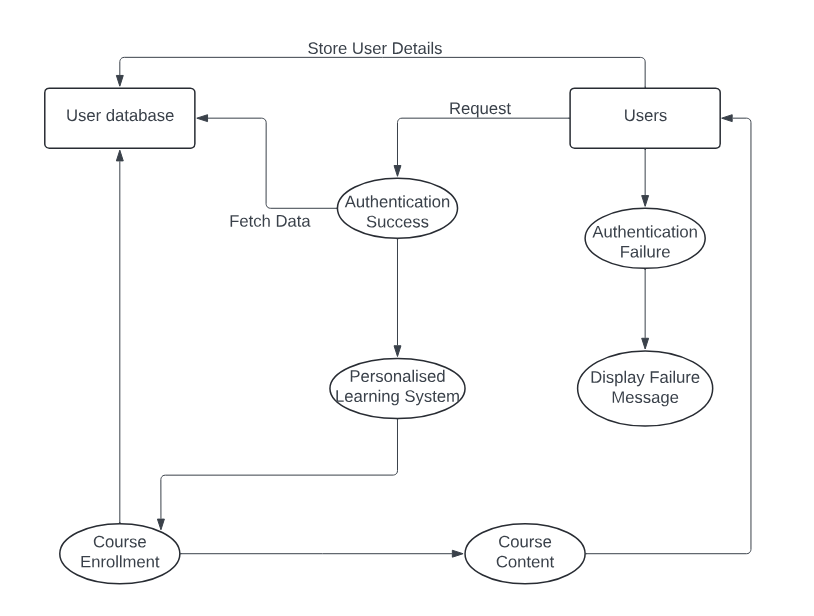 Store User Details
User database
Request
Users
Authentication
Success
Fetch Data
Authentication
Failure
Personalised
Learning System
Display Failure
Message
Course
Enrollment
Course
Content